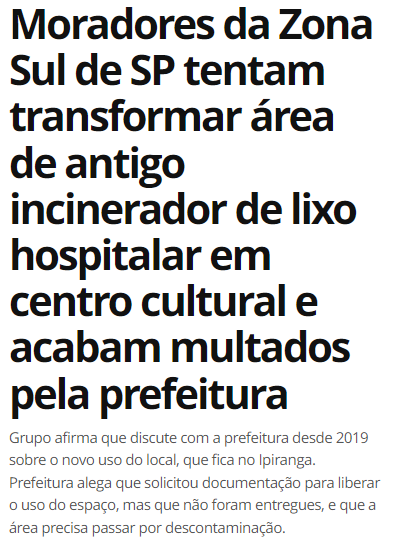 Moradores da Zona
Sul de SP tentam
transformar área
de antigo
incinerador de lixo
hospitalar em
centro cultural e
acabam multados
pela prefeitura
Grupo afirma que discute com a prefeitura desde 2019
sobre o novo uso do local, que fica no Ipiranga.
Prefeitura alega que solicitou documentação para liberar
o uso do espaço, mas que não foram entregues, e que a
área precisa passar por descontaminação.